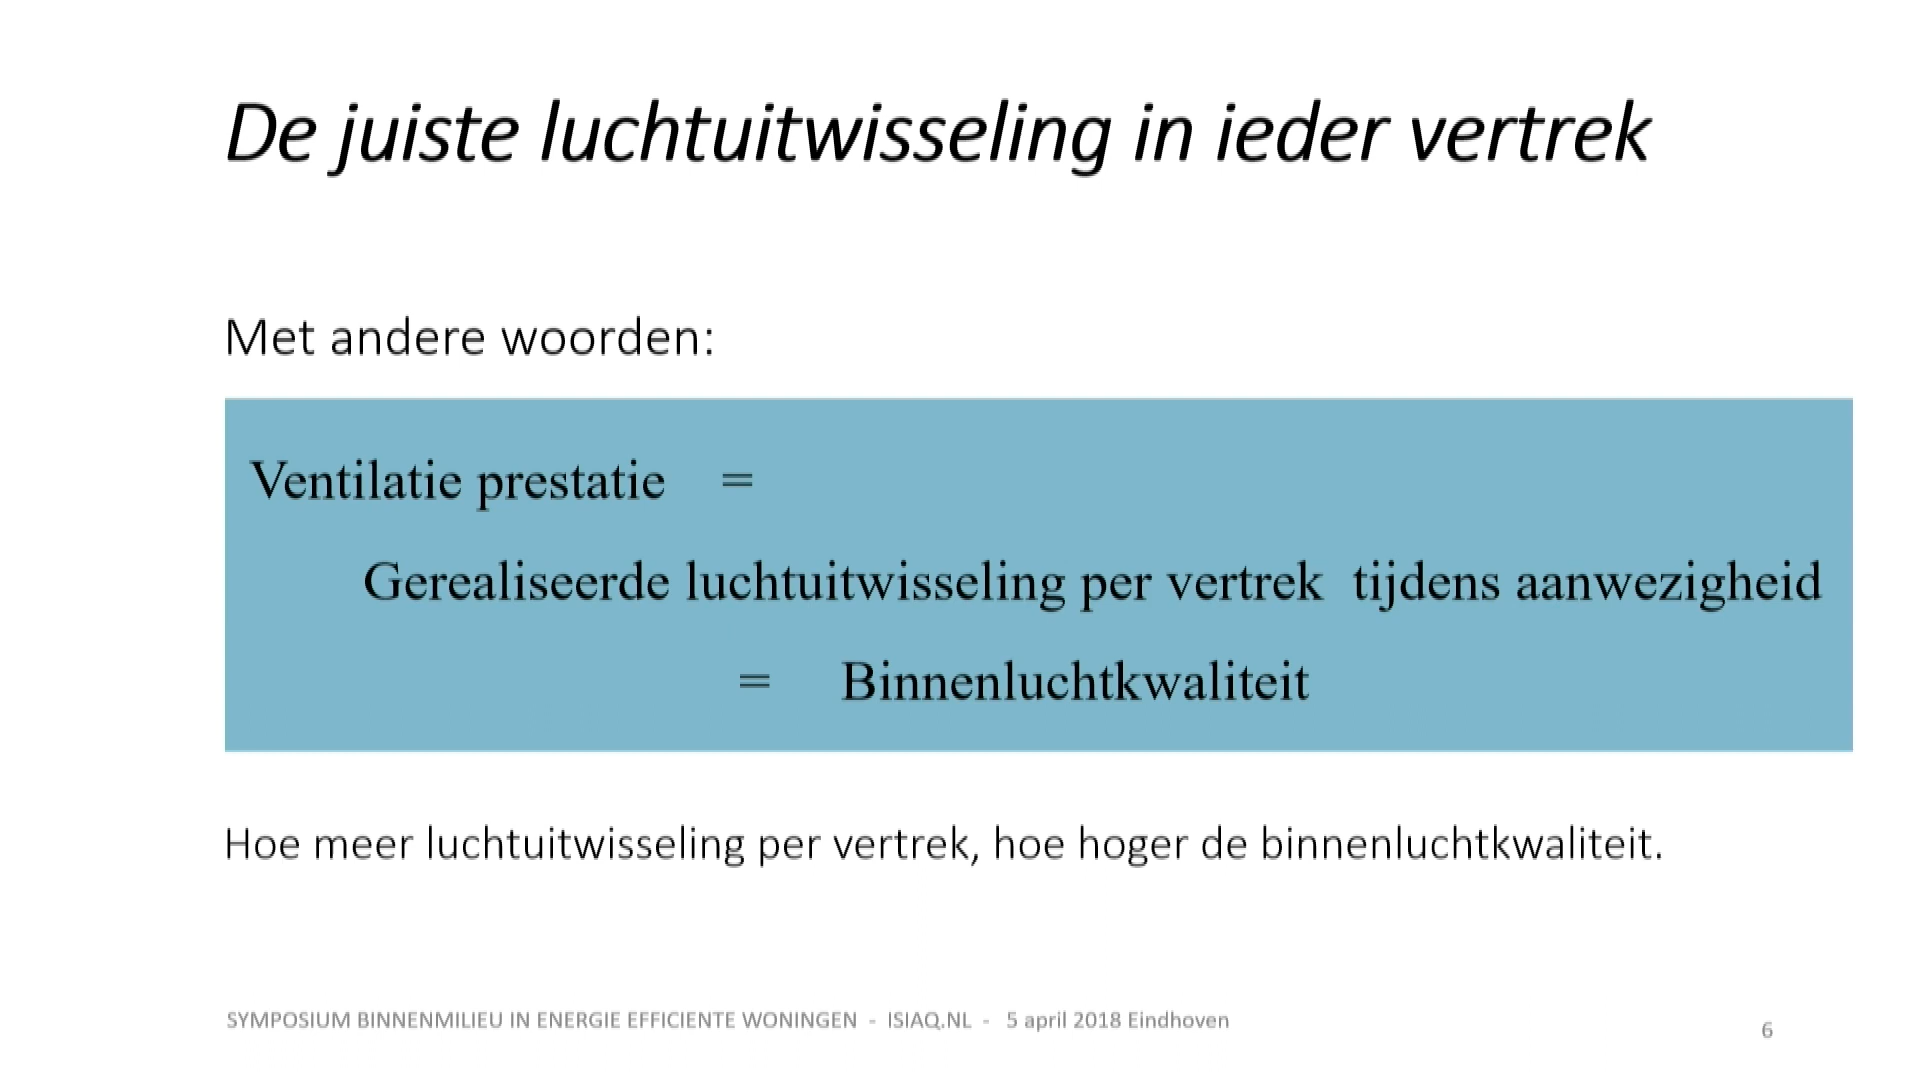 De juiste luchtuitwisseling in ieder vertrek
Met andere woorden:
Ventilatie prestatie =
Gerealiseerde luchtuitwisseling per vertrek tijdens aanwezigheid
= Binnenluchtkwaliteit
Hoe meer luchtuitwisseling per vertrek, hoe hoger de binnenluchtkwaliteit.
SYMPOSIUM BINNENMILIEU IN ENERGIE EFFICIENTE WONINGEN - ISIAQ.NL - 5 april 2018 Eindhoven
6